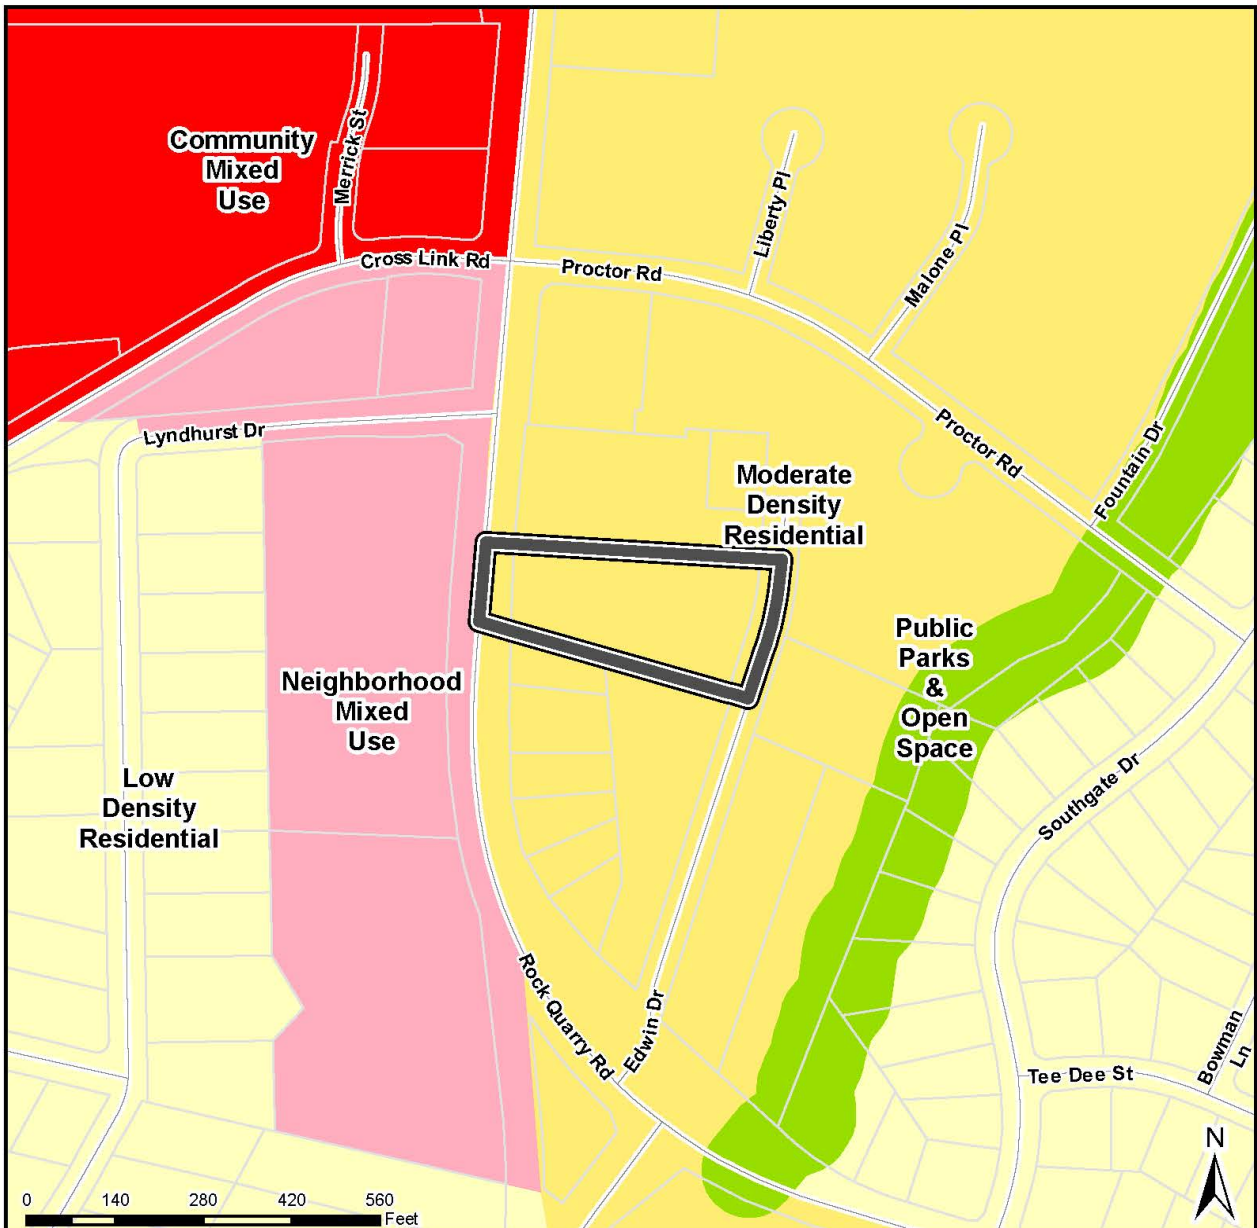 Community
Mixed
Use
Merrick St
Cross Link Rd
Proctor Rd
Liberty Pl
Malone Pl
Lyndhurst Dr
Proctor Rd
Fountain Dr
Moderate
Density
Residential
Public
Parks
&
Open
Space
Neighborhood
Mixed
Use
Low
Density
Residential
Southgate Dr
Rock Quarry Rd
Edwin Dr
Tee Dee St
Bowman
Ln
N
0 140 280 420 560
Feet